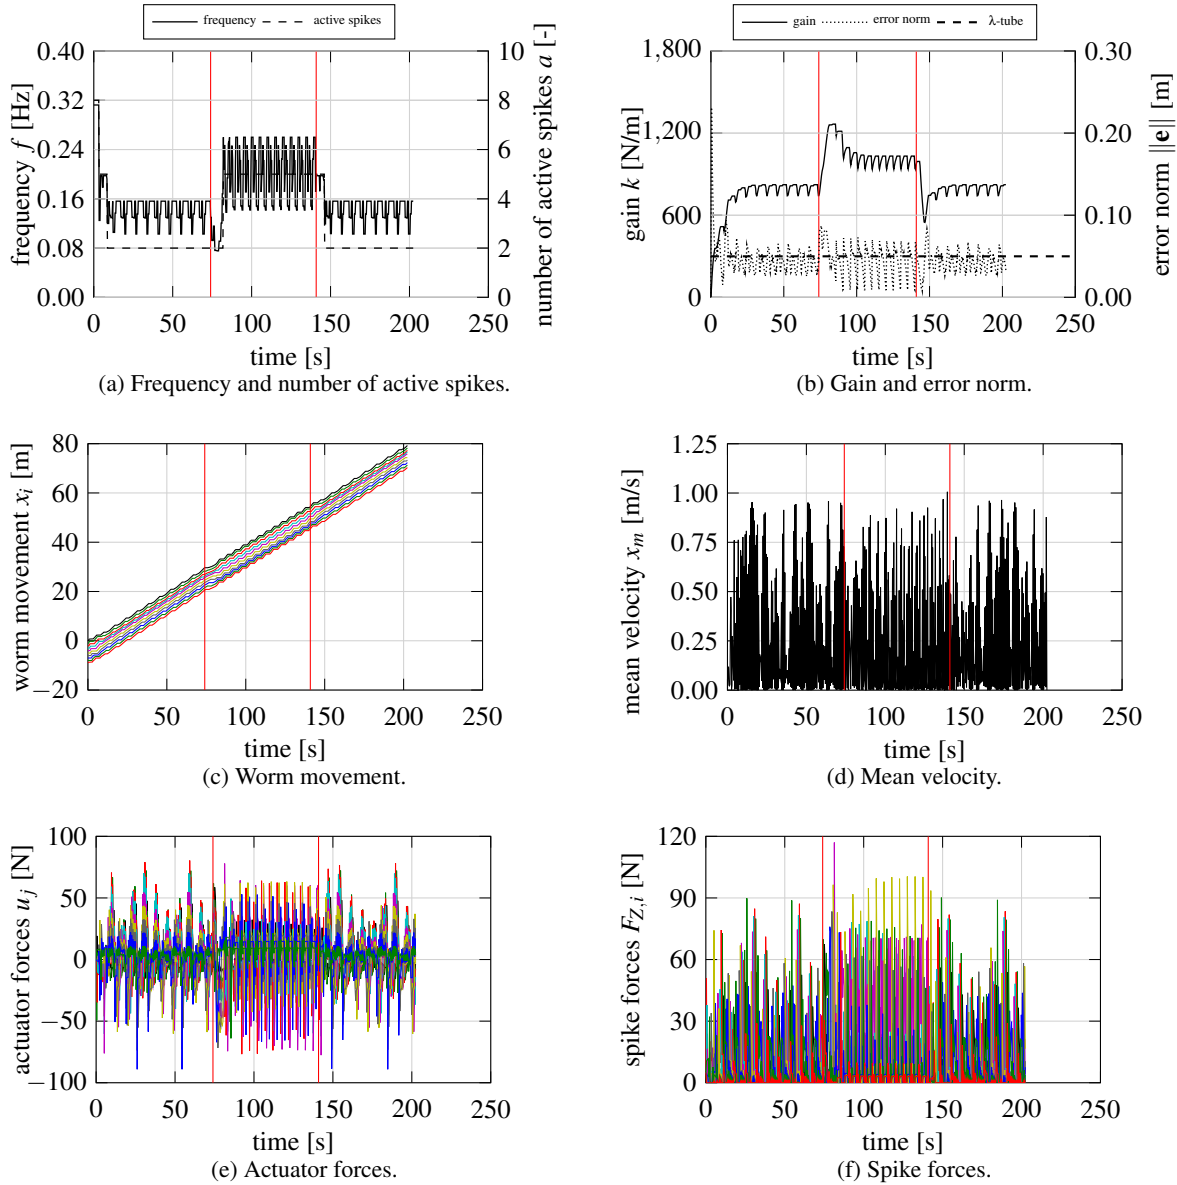 frequency active spikes
gain error norm λ-tube
0.40
0.32
0.24
0.16
0.08
0.00
frequency f [Hz]
10
8
6
4
2
0
number of active spikes a [-]
0 50 100 150 200 250
time [s]
(a) Frequency and number of active spikes.
1,800
1,200
600
0
gain k [N/m]
0.30
0.20
0.10
0.00
error norm ||e|| [m]
0 50 100 150 200 250
time [s]
(b) Gain and error norm.
80
60
40
20
0
−20
worm movement xᵢ [m]
0 50 100 150 200 250
time [s]
(c) Worm movement.
1.25
1.00
0.75
0.50
0.25
0.00
mean velocity xₘ [m/s]
0 50 100 150 200 250
time [s]
(d) Mean velocity.
100
50
0
−50
−100
actuator forces uⱼ [N]
0 50 100 150 200 250
time [s]
(e) Actuator forces.
120
90
60
30
0
spike forces F_Z,i [N]
0 50 100 150 200 250
time [s]
(f) Spike forces.